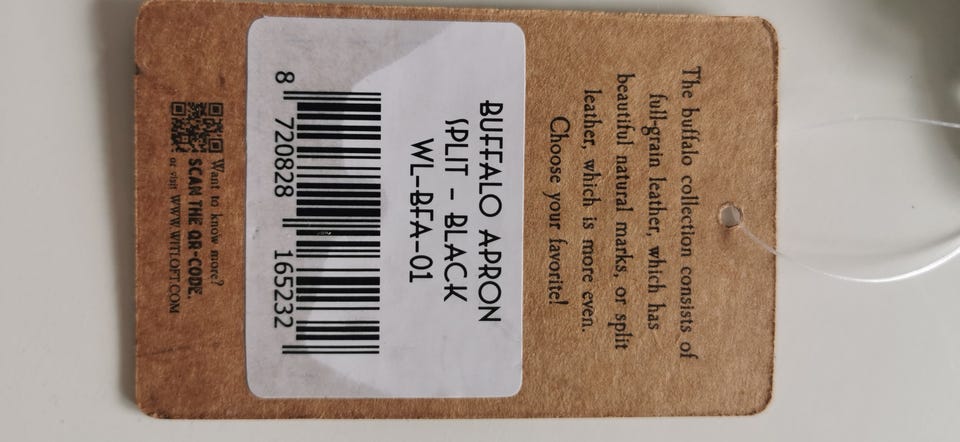 The buffalo collection consists of
full-grain leather, which has
beautiful natural marks, or split
leather, which is more even.
Choose your favorite!
BUFFALO APRON
SPLIT - BLACK
WL-BFA-01
8 720828 165232
Want to know more?
SCAN THE QR-CODE.
or visit WWW.WITLOFT.COM